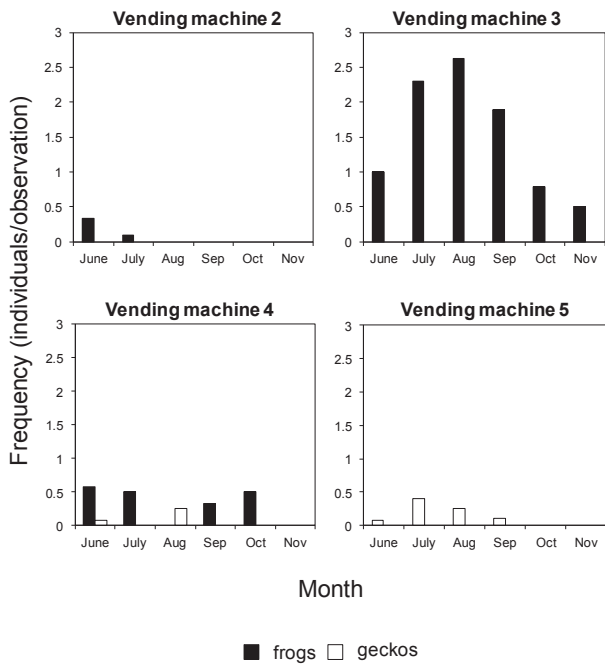 Vending machine 2
3
2.5
2
1.5
1
0.5
0
June July Aug Sep Oct Nov
Vending machine 3
3
2.5
2
1.5
1
0.5
0
June July Aug Sep Oct Nov
Frequency (individuals/observation)
Vending machine 4
3
2.5
2
1.5
1
0.5
0
June July Aug Sep Oct Nov
Vending machine 5
3
2.5
2
1.5
1
0.5
0
June July Aug Sep Oct Nov
Month
frogs geckos